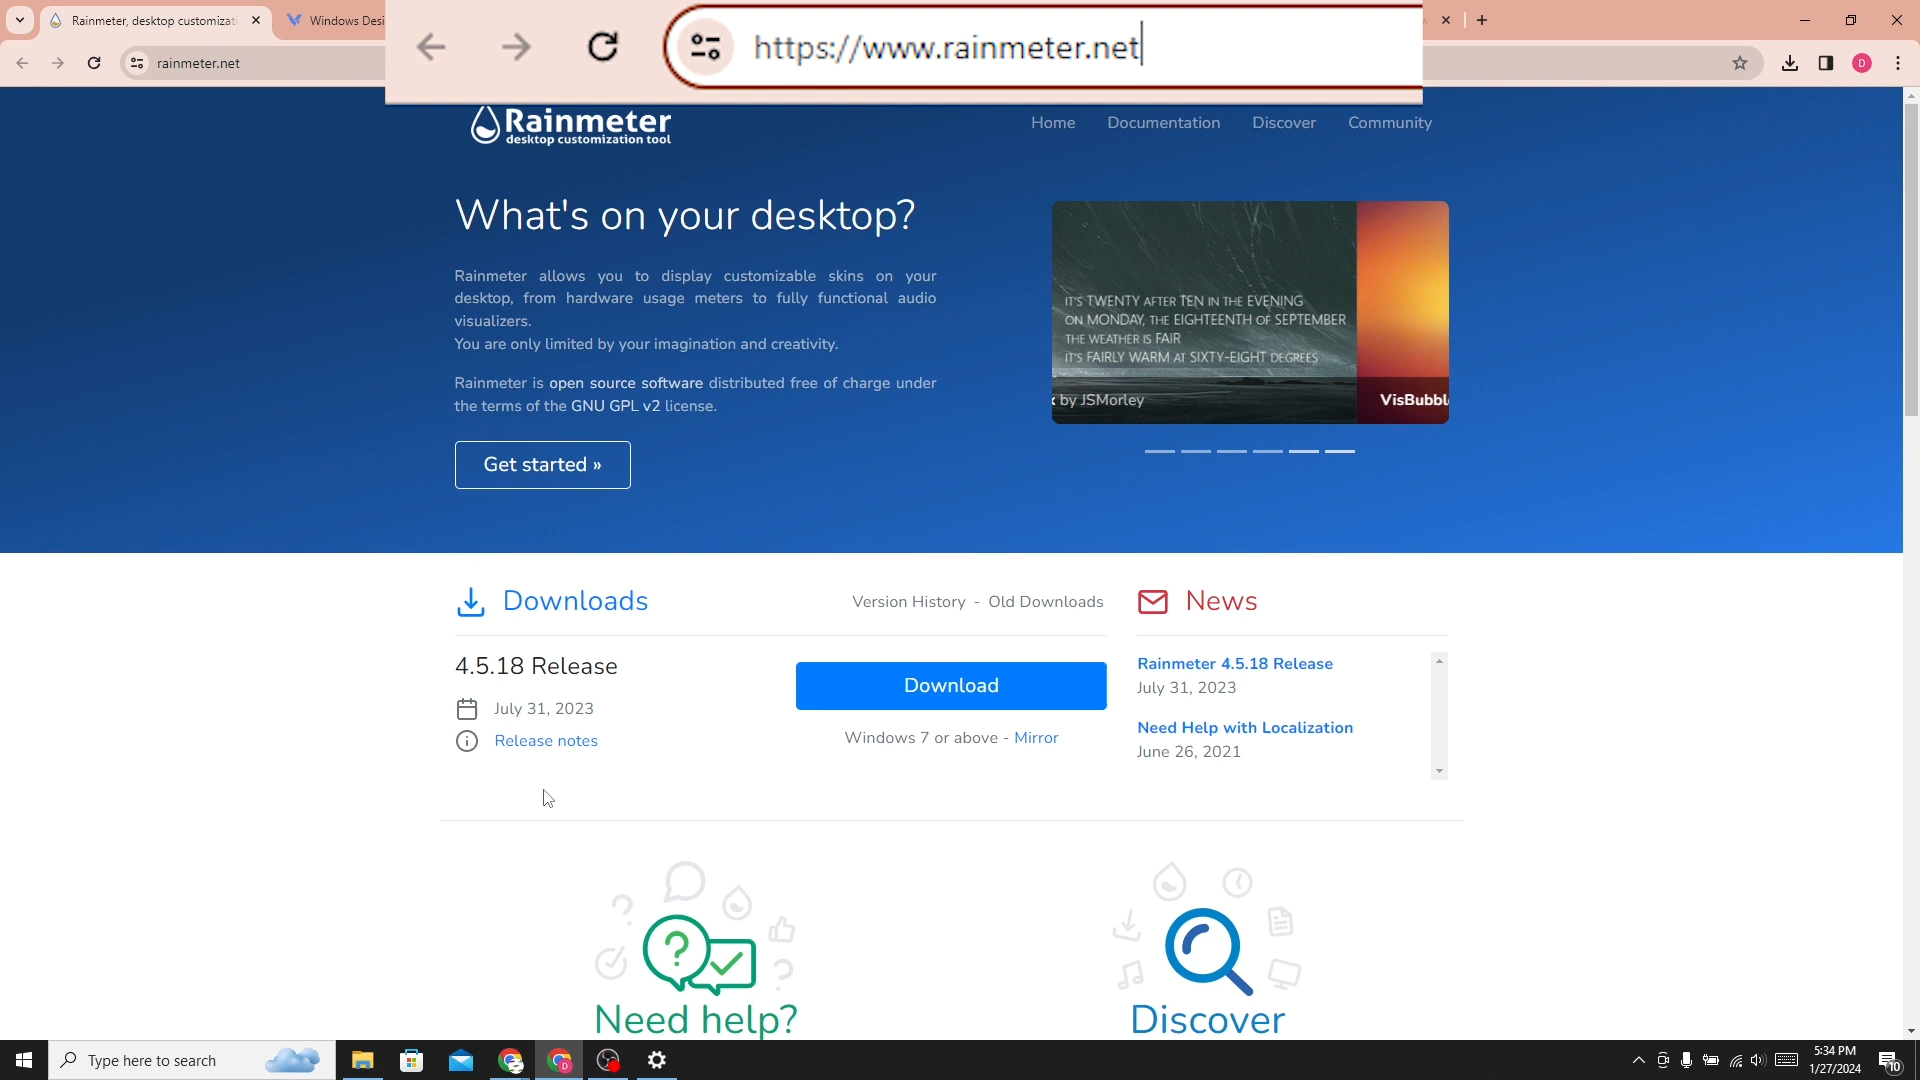 Rainmeter, desktop customizati
Windows Desi
https://www.rainmeter.net
rainmeter.net
D
Rainmeter
desktop customization tool
Home
Documentation
Discover
Community
What's on your desktop?
Rainmeter allows you to display customizable skins on your
desktop, from hardware usage meters to fully functional audio
visualizers.
You are only limited by your imagination and creativity.
Rainmeter is open source software distributed free of charge under
the terms of the GNU GPL v2 license.
Get started »
IT'S TWENTY AFTER TEN IN THE EVENING
ON MONDAY, THE EIGHTEENTH OF SEPTEMBER
THE WEATHER IS FAIR
IT'S FAIRLY WARM AT SIXTY-EIGHT DEGREES
by JSMorley
VisBubbl
Downloads
Version History - Old Downloads
4.5.18 Release
July 31, 2023
Release notes
Download
Windows 7 or above - Mirror
News
Rainmeter 4.5.18 Release
July 31, 2023
Need Help with Localization
June 26, 2021
Need help?
Discover
Type here to search
5:34 PM
1/27/2024
10